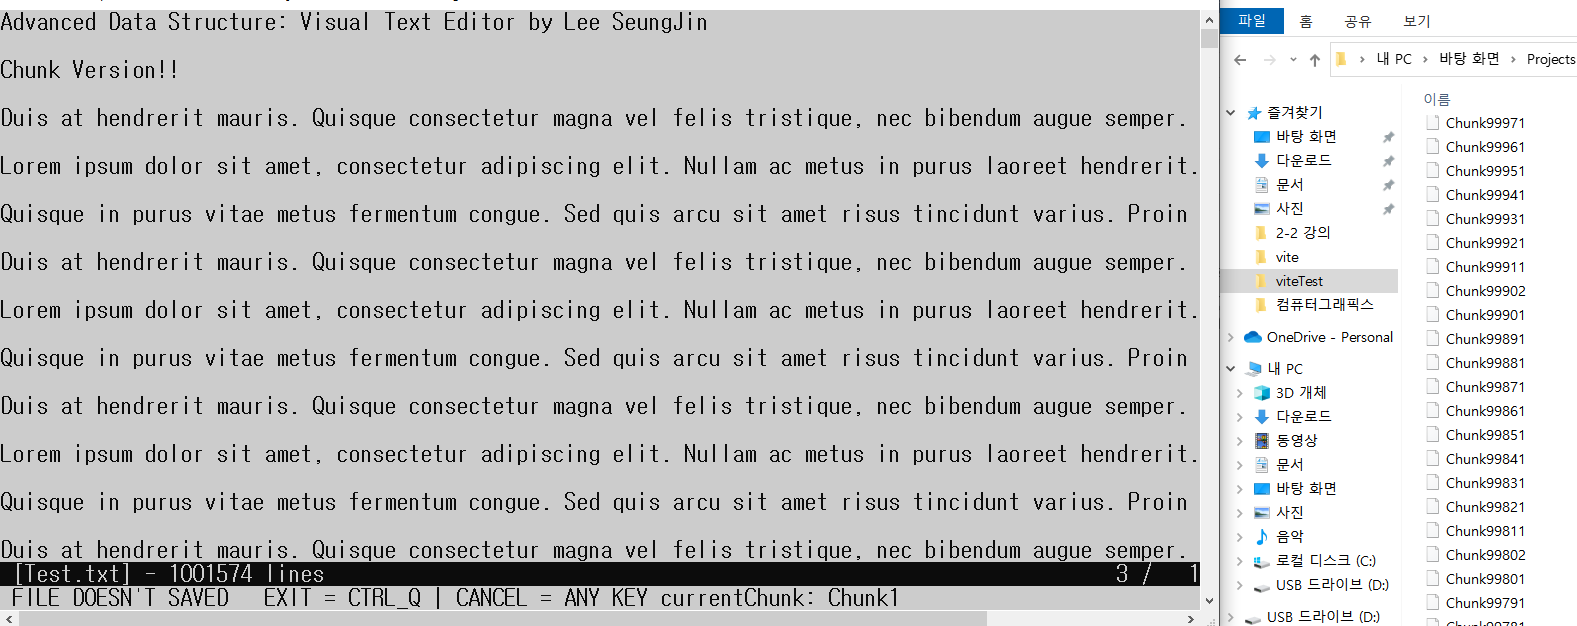 Advanced Data Structure: Visual Text Editor by Lee SeungJin
Chunk Version!!
Duis at hendrerit mauris. Quisque consectetur magna vel felis tristique, nec bibendum augue semper.
Lorem ipsum dolor sit amet, consectetur adipiscing elit. Nullam ac metus in purus laoreet hendrerit.
Quisque in purus vitae metus fermentum congue. Sed quis arcu sit amet risus tincidunt varius. Proin
Duis at hendrerit mauris. Quisque consectetur magna vel felis tristique, nec bibendum augue semper.
Lorem ipsum dolor sit amet, consectetur adipiscing elit. Nullam ac metus in purus laoreet hendrerit.
Quisque in purus vitae metus fermentum congue. Sed quis arcu sit amet risus tincidunt varius. Proin
Duis at hendrerit mauris. Quisque consectetur magna vel felis tristique, nec bibendum augue semper.
Lorem ipsum dolor sit amet, consectetur adipiscing elit. Nullam ac metus in purus laoreet hendrerit.
Quisque in purus vitae metus fermentum congue. Sed quis arcu sit amet risus tincidunt varius. Proin
Duis at hendrerit mauris. Quisque consectetur magna vel felis tristique, nec bibendum augue semper.
[Test.txt] - 1001574 lines 3 / 1
FILE DOESN'T SAVED EXIT = CTRL_Q | CANCEL = ANY KEY currentChunk: Chunk1
파일 홈 공유 보기
내 PC > 바탕 화면 > Projects
즐겨찾기
바탕 화면
다운로드
문서
사진
2-2 강의
vite
viteTest
컴퓨터그래픽스
OneDrive - Personal
내 PC
3D 개체
다운로드
동영상
문서
바탕 화면
사진
음악
로컬 디스크 (C:)
USB 드라이브 (D:)
USB 드라이브 (D:)
이름
Chunk99971
Chunk99961
Chunk99951
Chunk99941
Chunk99931
Chunk99921
Chunk99911
Chunk99902
Chunk99901
Chunk99891
Chunk99881
Chunk99871
Chunk99861
Chunk99851
Chunk99841
Chunk99831
Chunk99821
Chunk99811
Chunk99802
Chunk99801
Chunk99791